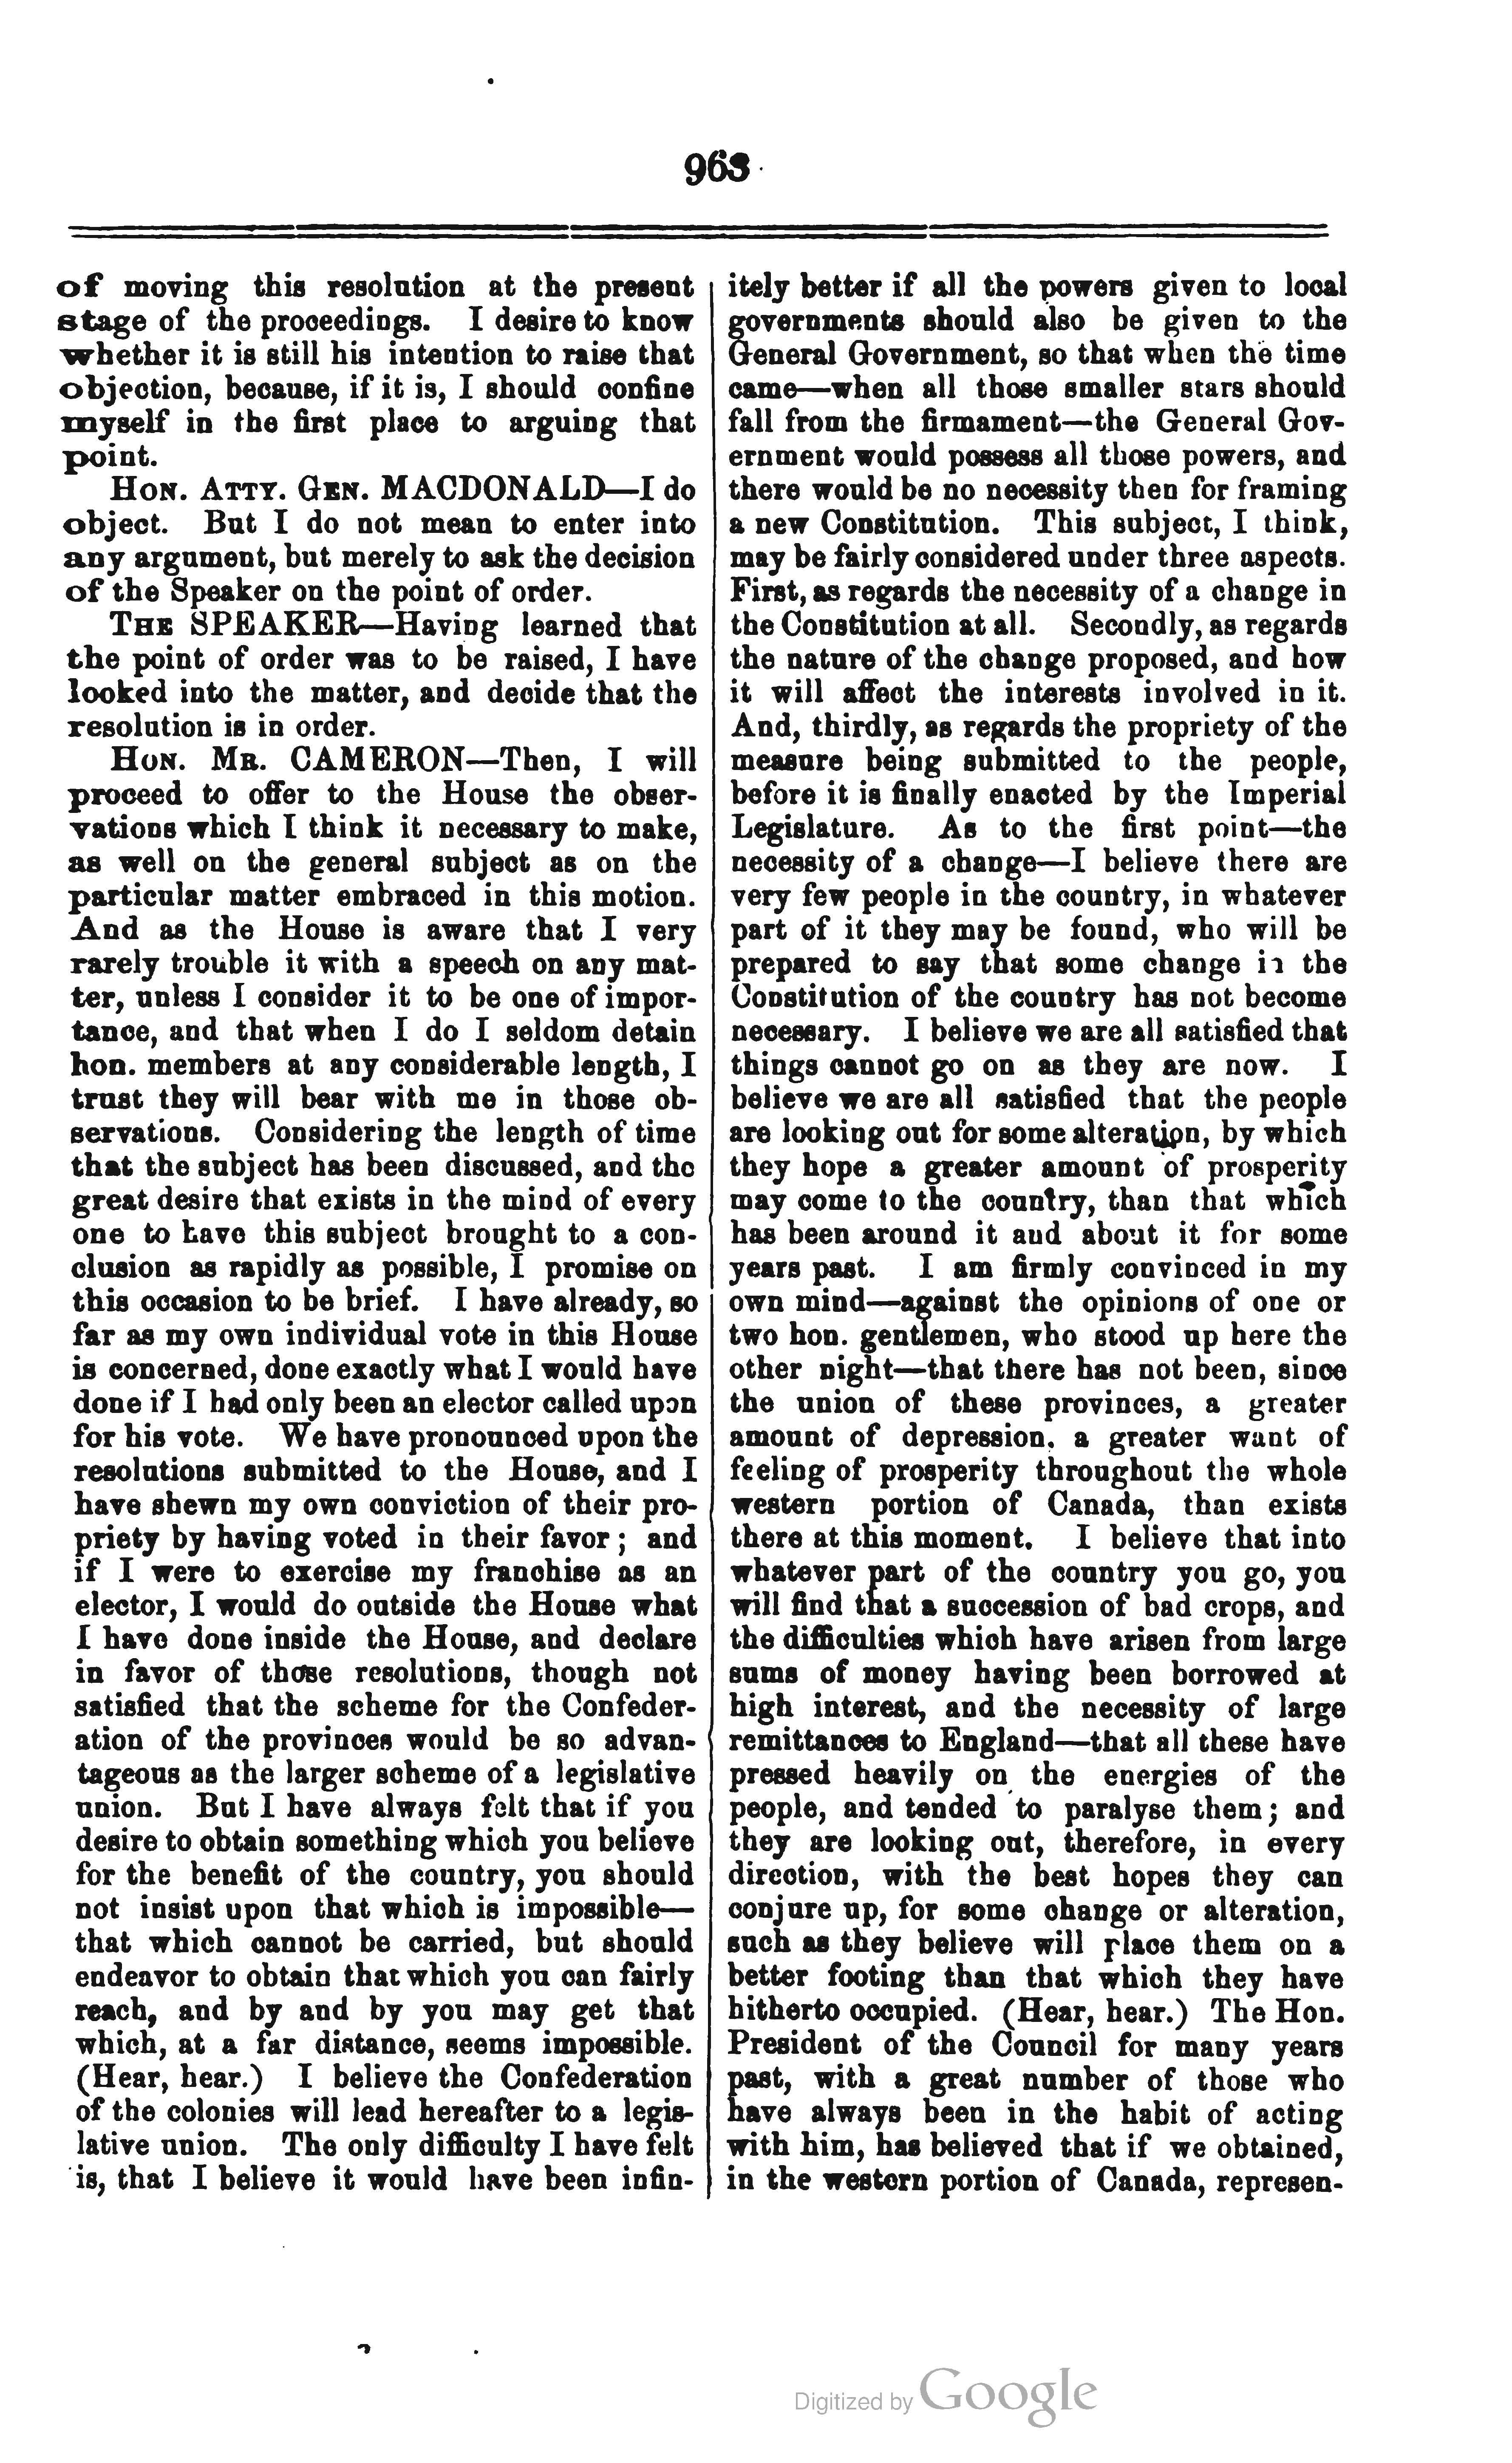 963
of moving this resolution at the present
stage of the proceedings. I desire to know
whether it is still his intention to raise that
objection, because, if it is, I should confine
myself in the first place to arguing that
point.
HON. ATTY. GEN. MACDONALD—I do
object. But I do not mean to enter into
any argument, but merely to ask the decision
of the Speaker on the point of order.
THE SPEAKER—Having learned that
the point of order was to be raised, I have
looked into the matter, and decide that the
resolution is in order.
HON. MR. CAMERON—Then, I will
proceed to offer to the House the obser-
vations which I think it necessary to make,
as well on the general subject as on the
particular matter embraced in this motion.
And as the House is aware that I very
rarely trouble it with a speech on any mat-
ter, unless I consider it to be one of impor-
tance, and that when I do I seldom detain
hon. members at any considerable length, I
trust they will bear with me in those ob-
servations. Considering the length of time
that the subject has been discussed, and the
great desire that exists in the mind of every
one to have this subject brought to a con-
clusion as rapidly as possible, I promise on
this occasion to be brief. I have already, so
far as my own individual vote in this House
is concerned, done exactly what I would have
done if I had only been an elector called upon
for his vote. We have pronounced upon the
resolutions submitted to the House, and I
have shewn my own conviction of their pro-
priety by having voted in their favor; and
if I were to exercise my franchise as an
elector, I would do outside the House what
I have done inside the House, and declare
in favor of those resolutions, though not
satisfied that the scheme for the Confeder-
ation of the provinces would be so advan-
tageous as the larger scheme of a legislative
union. But I have always felt that if you
desire to obtain something which you believe
for the benefit of the country, you should
not insist upon that which is impossible—
that which cannot be carried, but should
endeavor to obtain that which you can fairly
reach, and by and by you may get that
which, at a far distance, seems impossible.
(Hear, hear.) I believe the Confederation
of the colonies will lead hereafter to a legis-
lative union. The only difficulty I have felt
is, that I believe it would have been infin-
itely better if all the powers given to local
governments should also be given to the
General Government, so that when the time
came—when all those smaller stars should
fall from the firmament—the General Gov-
ernment would possess all those powers, and
there would be no necessity then for framing
a new Constitution. This subject, I think,
may be fairly considered under three aspects.
First, as regards the necessity of a change in
the Constitution at all. Secondly, as regards
the nature of the change proposed, and how
it will affect the interests involved in it.
And, thirdly, as regards the propriety of the
measure being submitted to the people,
before it is finally enacted by the Imperial
Legislature. As to the first point—the
necessity of a change—I believe there are
very few people in the country, in whatever
part of it they may be found, who will be
prepared to say that some change in the
Constitution of the country has not become
necessary. I believe we are all satisfied that
things cannot go on as they are now. I
believe we are all satisfied that the people
are looking out for some alteration, by which
they hope a greater amount of prosperity
may come to the country, than that which
has been around it and about it for some
years past. I am firmly convinced in my
own mind—against the opinions of one or
two hon. gentlemen, who stood up here the
other night—that there has not been, since
the union of these provinces, a greater
amount of depression, a greater want of
feeling of prosperity throughout the whole
western portion of Canada, than exists
there at this moment. I believe that into
whatever part of the country you go, you
will find that a succession of bad crops, and
the difficulties which have arisen from large
sums of money having been borrowed at
high interest, and the necessity of large
remittances to England—that all these have
pressed heavily on the energies of the
people, and tended to paralyse them; and
they are looking out, therefore, in every
direction, with the best hopes they can
conjure up, for some change or alteration,
such as they believe will place them on a
better footing than that which they have
hitherto occupied. (Hear, hear.) The Hon.
President of the Council for many years
past, with a great number of those who
have always been in the habit of acting
with him, has believed that if we obtained,
in the western portion of Canada, represen-
Digitized by Google